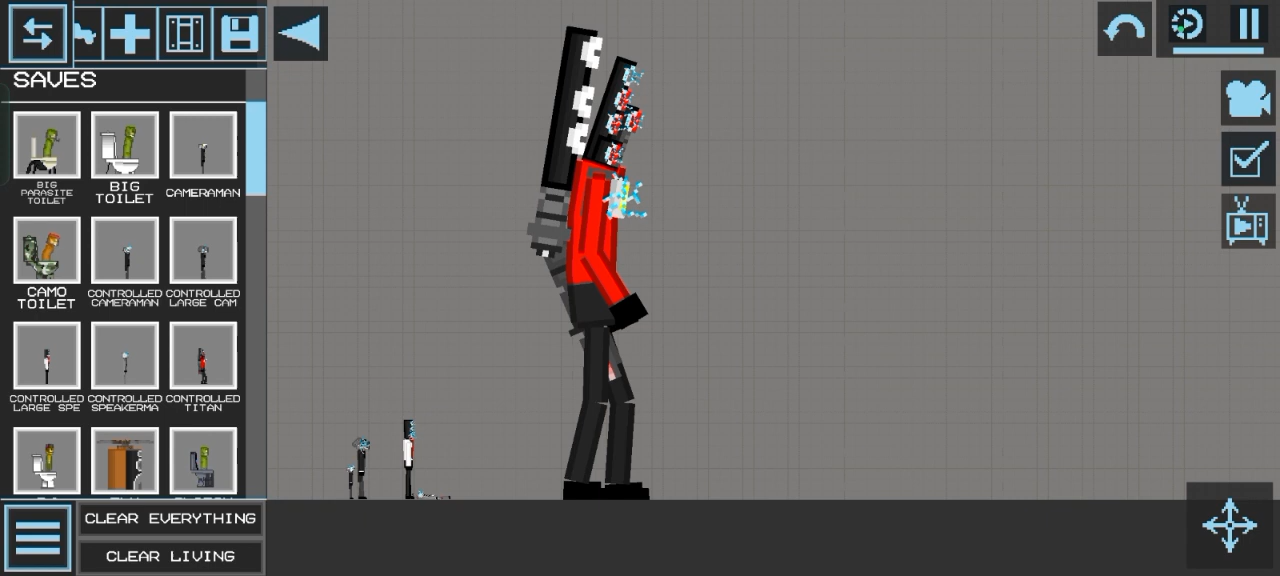 SAVES
BIG
PARASITE
TOILET
BIG
TOILET
CAMERAMAN
CAMO
TOILET
CONTROLLED
CAMERAMAN
CONTROLLED
LARGE CAM
CONTROLLED
LARGE SPE
CONTROLLED
SPEAKERMA
CONTROLLED
TITAN
CLEAR EVERYTHING
CLEAR LIVING